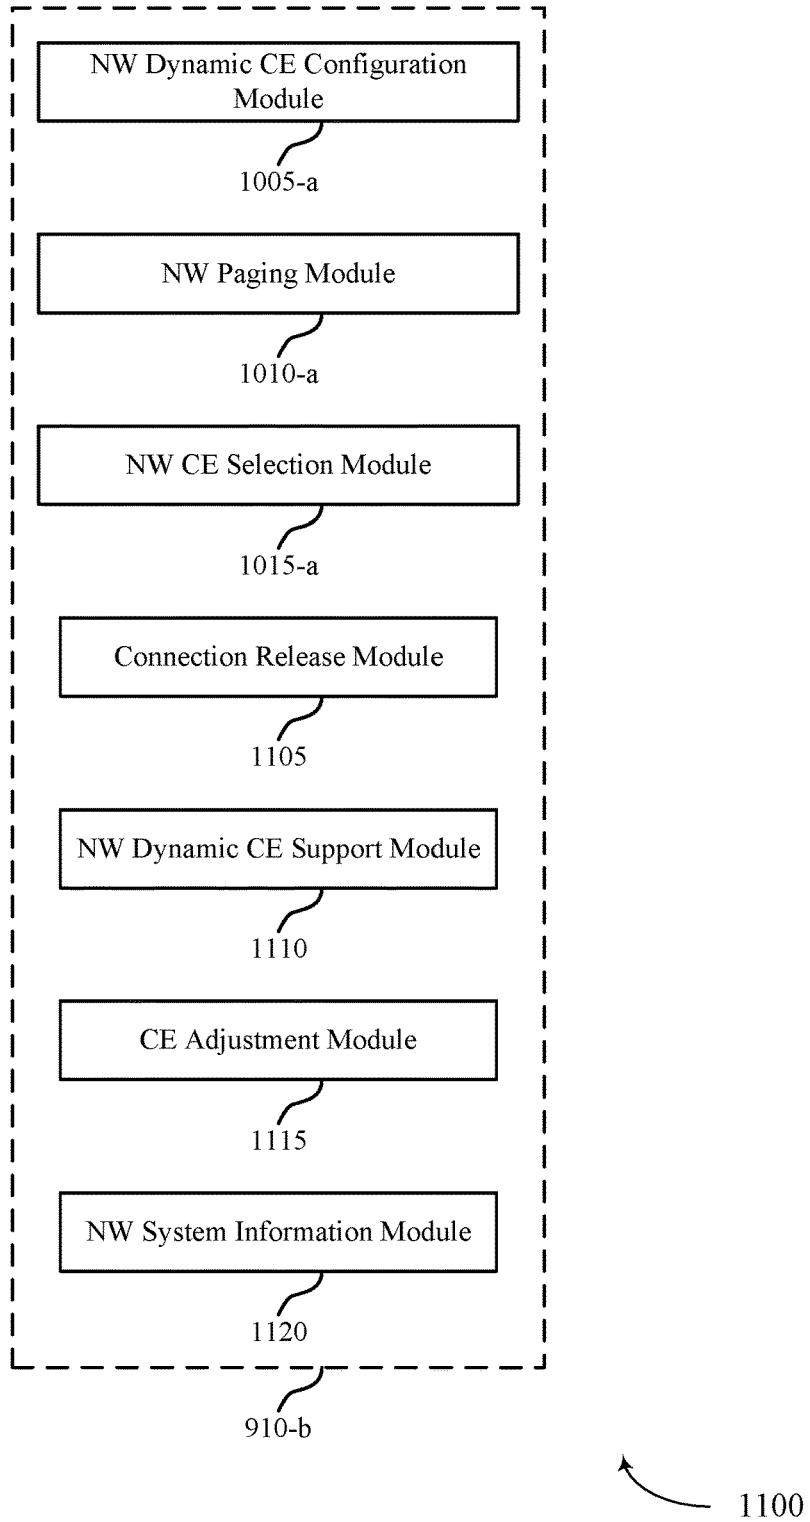 NW Dynamic CE Configuration
Module
1005-a
NW Paging Module
1010-a
NW CE Selection Module
1015-a
Connection Release Module
1105
NW Dynamic CE Support Module
1110
CE Adjustment Module
1115
NW System Information Module
1120
910-b
1100